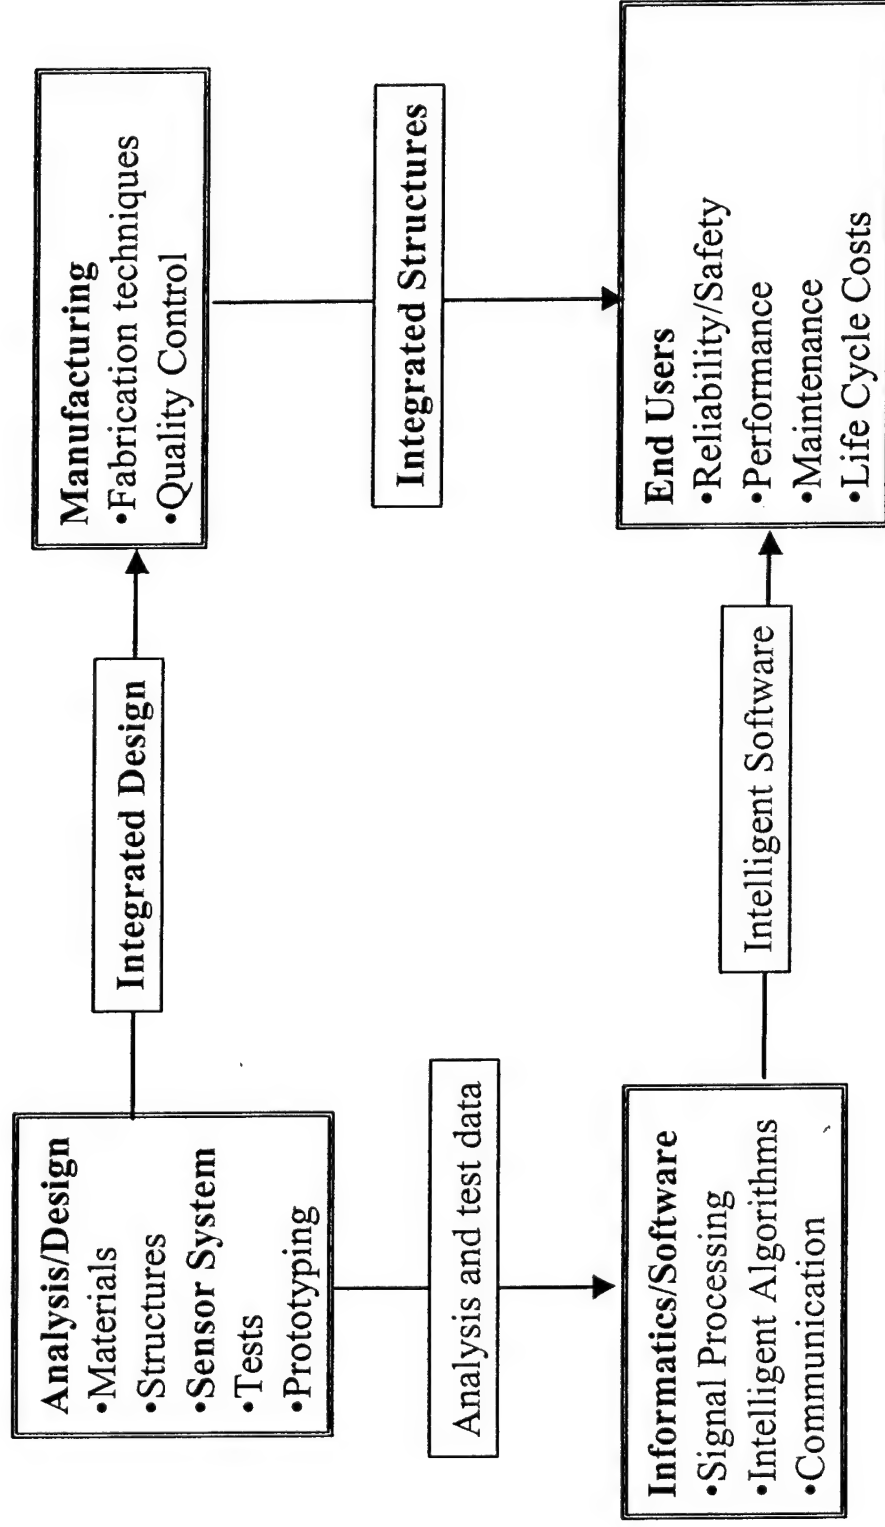 Analysis/Design
•Materials
•Structures
•Sensor System
•Tests
•Prototyping
Integrated Design
Manufacturing
•Fabrication techniques
•Quality Control
Analysis and test data
Integrated Structures
Informatics/Software
•Signal Processing
•Intelligent Algorithms
•Communication
Intelligent Software
End Users
•Reliability/Safety
•Performance
•Maintenance
•Life Cycle Costs